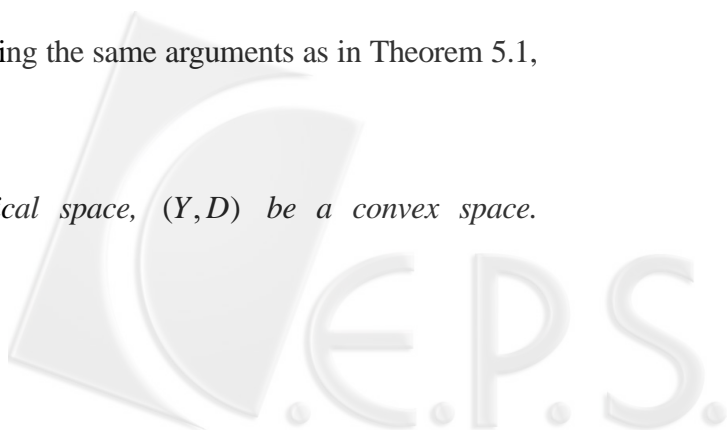 ing the same arguments as in Theorem 5.1,
ical space, (Y, D) be a convex space.
C.E.P.S.